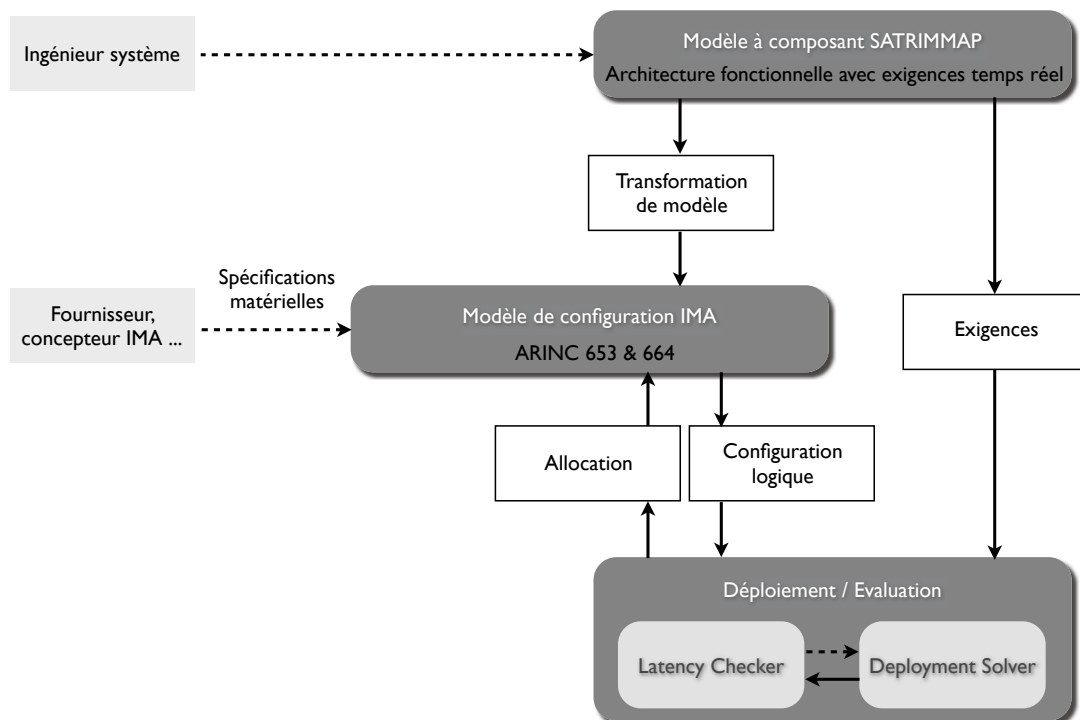 Ingénieur système
Modèle à composant SATRIMMAP
Architecture fonctionnelle avec exigences temps réel
Transformation
de modèle
Spécifications
matérielles
Fournisseur,
concepteur IMA ...
Modèle de configuration IMA
ARINC 653 & 664
Exigences
Allocation
Configuration
logique
Déploiement / Evaluation
Latency Checker
Deployment Solver